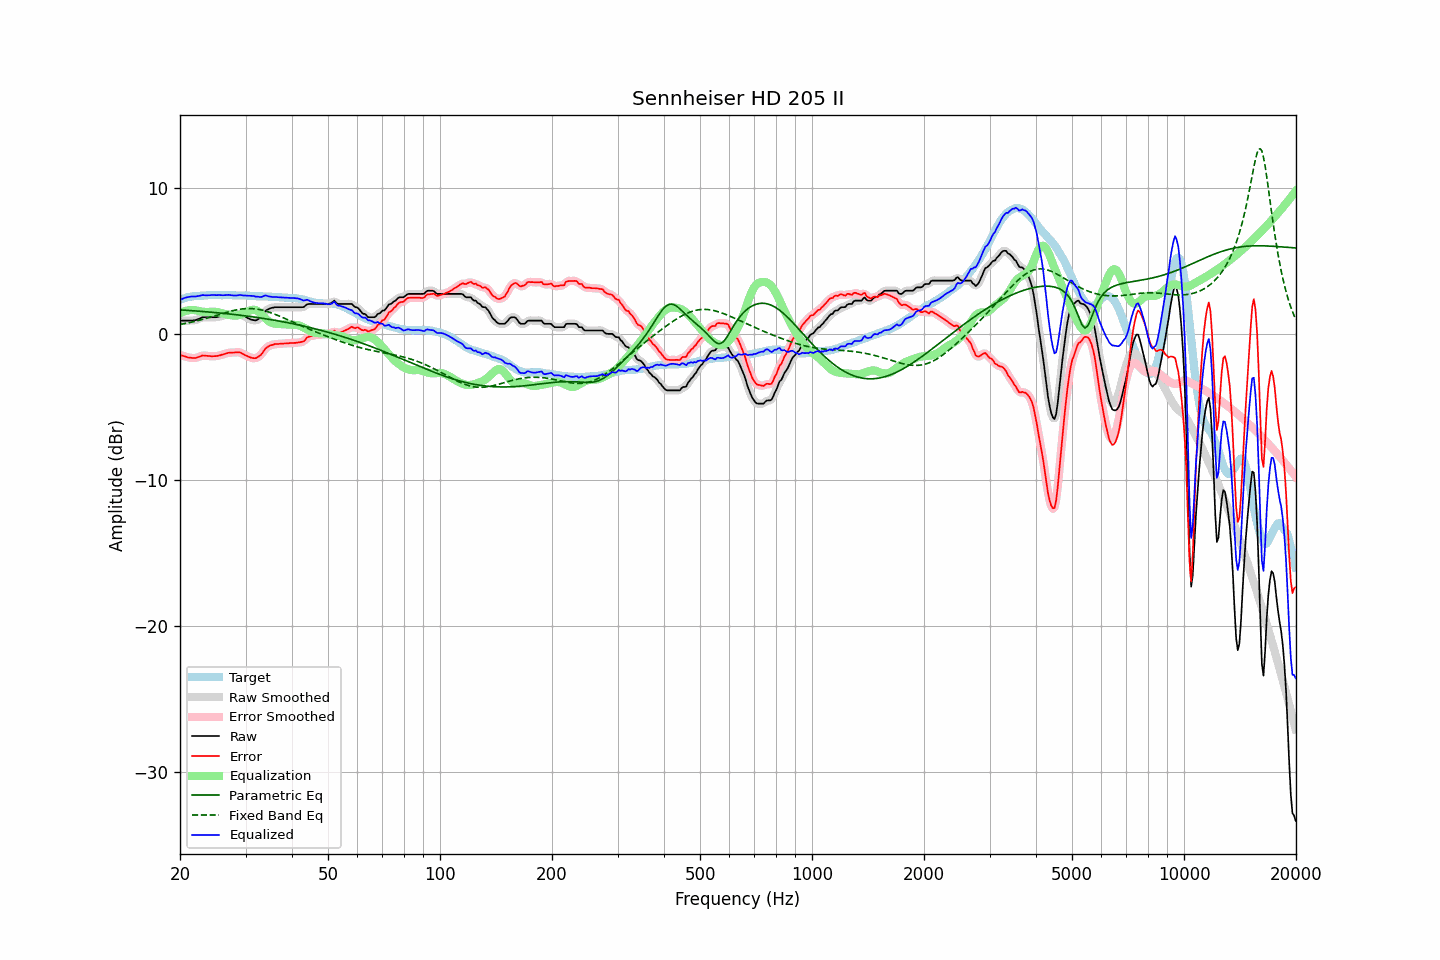 Sennheiser HD 205 II
Amplitude (dBr)
10
0
−10
−20
−30
Target
Raw Smoothed
Error Smoothed
Raw
Error
Equalization
Parametric Eq
Fixed Band Eq
Equalized
20 50 100 200 500 1000 2000 5000 10000 20000
Frequency (Hz)